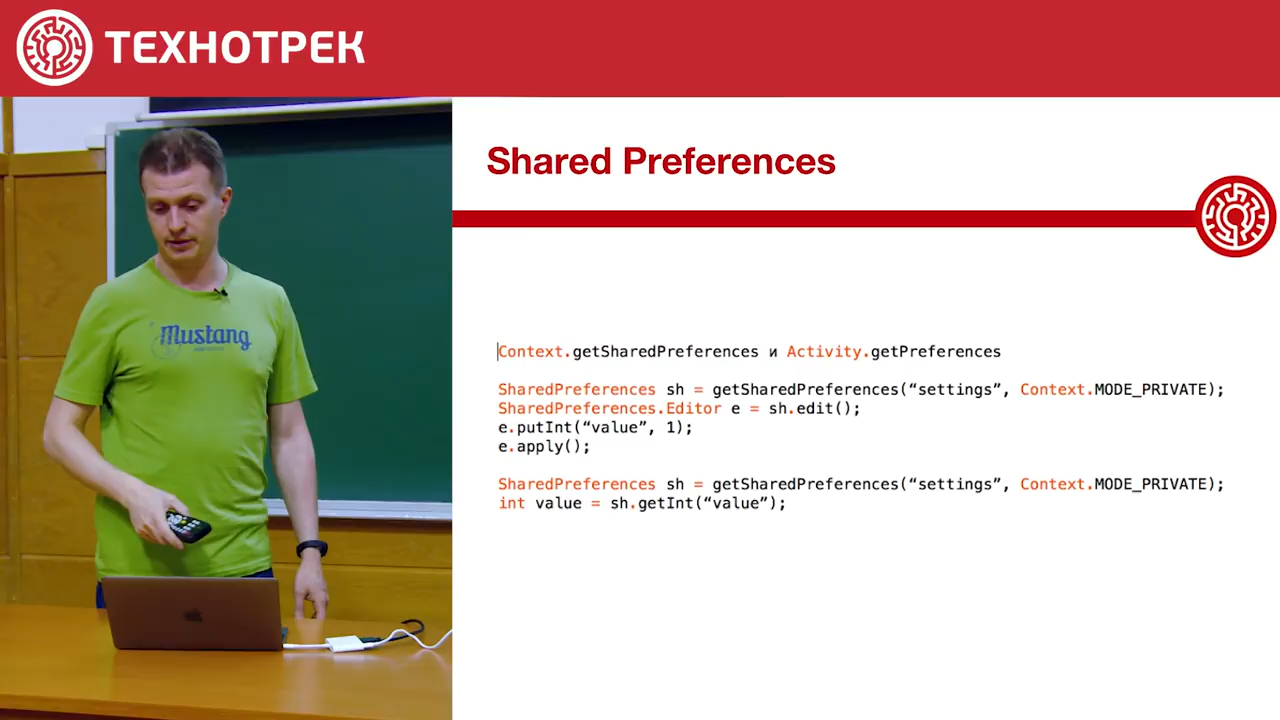 ТЕХНОТРЕК
Mustang
Shared Preferences
Context.getSharedPreferences и Activity.getPreferences
SharedPreferences sh = getSharedPreferences(“settings”, Context.MODE_PRIVATE);
SharedPreferences.Editor e = sh.edit();
e.putInt(“value”, 1);
e.apply();
SharedPreferences sh = getSharedPreferences(“settings”, Context.MODE_PRIVATE);
int value = sh.getInt(“value”);